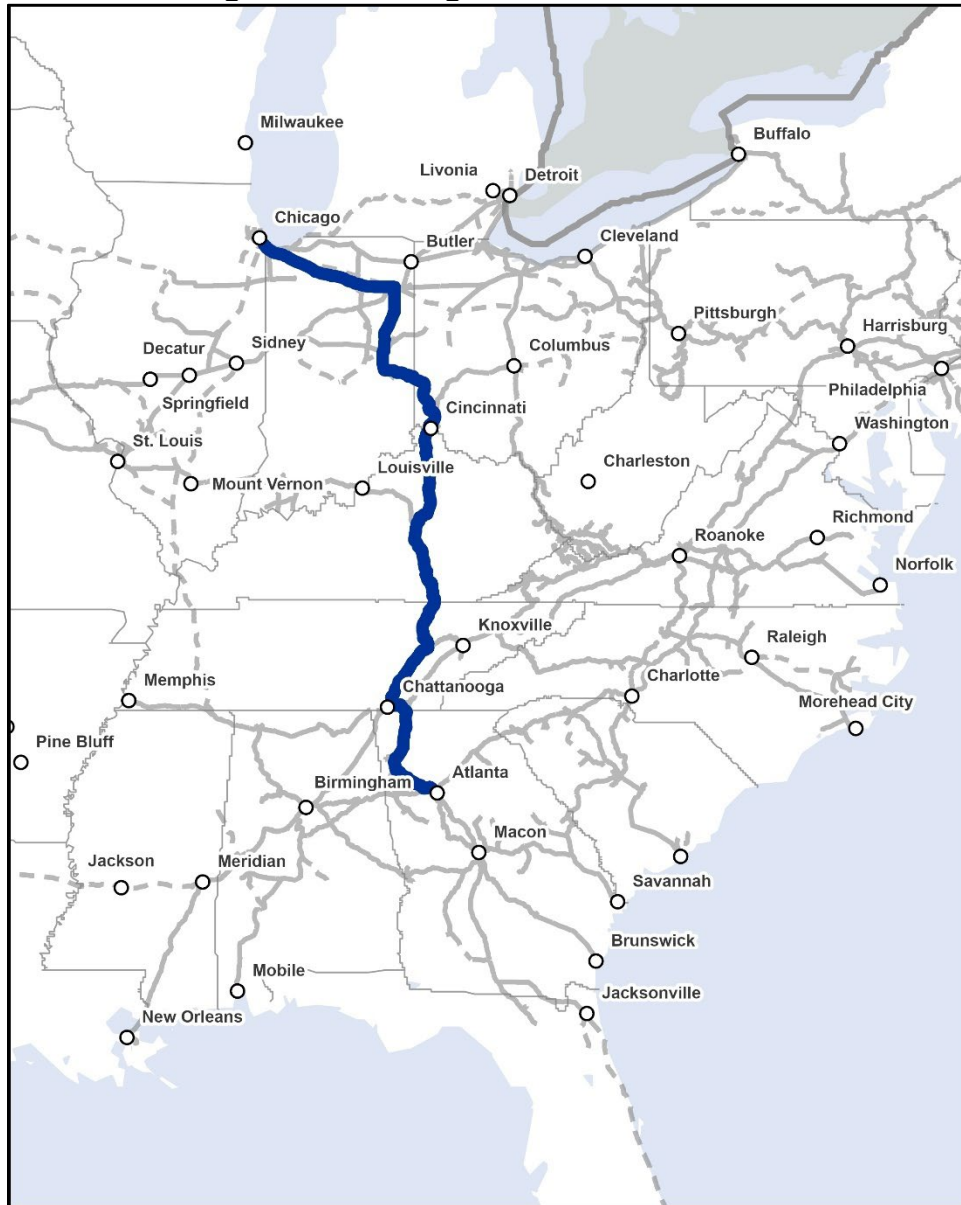 Milwaukee
Buffalo
Livonia
Detroit
Chicago
Butler
Cleveland
Pittsburgh
Harrisburg
Sidney
Decatur
Columbus
Springfield
Philadelphia
Cincinnati
Washington
St. Louis
Louisville
Charleston
Mount Vernon
Richmond
Roanoke
Norfolk
Knoxville
Raleigh
Memphis
Chattanooga
Charlotte
Morehead City
Pine Bluff
Birmingham
Atlanta
Macon
Jackson
Meridian
Savannah
Brunswick
Mobile
Jacksonville
New Orleans